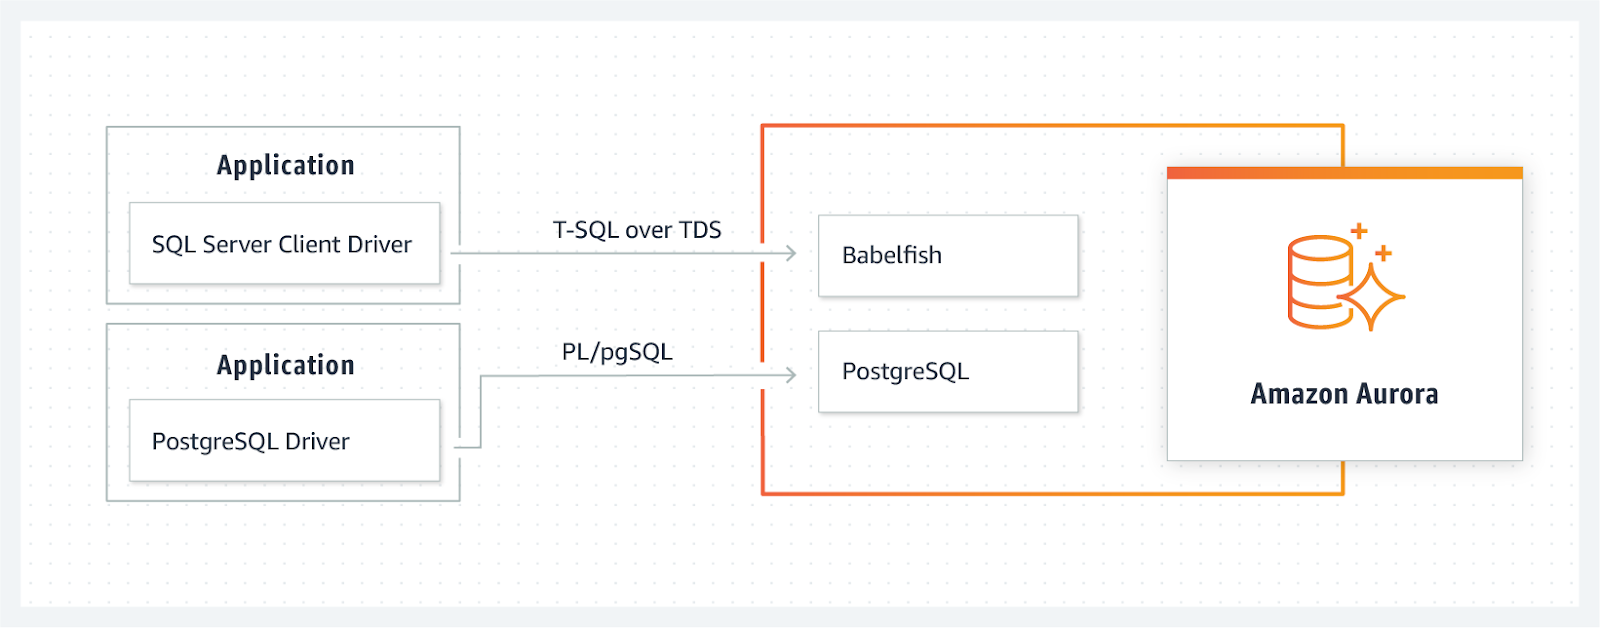 Application
SQL Server Client Driver
T-SQL over TDS
Babelfish
Application
PostgreSQL Driver
PL/pgSQL
PostgreSQL
Amazon Aurora